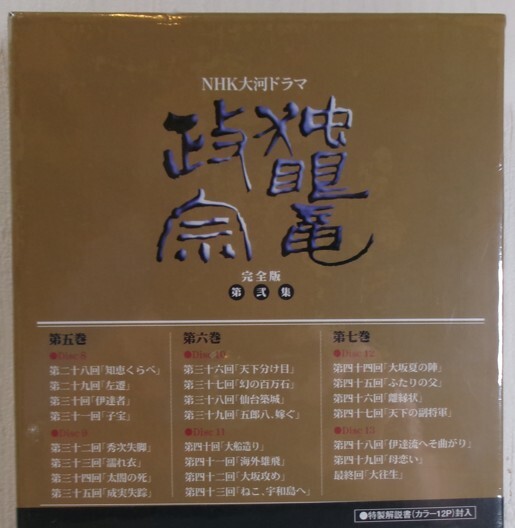 NHK大河ドラマ
独眼竜
政宗
完全版
第弐集
第五巻
●Disc 8
第二十八回「知恵くらべ」
第二十九回「左遷」
第三十回「伊達者」
第三十一回「子宝」
●Disc 9
第三十二回「秀次失脚」
第三十三回「濡れ衣」
第三十四回「太閤の死」
第三十五回「成実失踪」
第六巻
●Disc 10
第三十六回「天下分け目」
第三十七回「幻の百万石」
第三十八回「仙台築城」
第三十九回「五郎八、嫁ぐ」
●Disc 11
第四十回「大船造り」
第四十一回「海外雄飛」
第四十二回「大坂攻め」
第四十三回「ねこ、宇和島へ」
第七巻
●Disc 12
第四十四回「大坂夏の陣」
第四十五回「ふたりの父」
第四十六回「離縁状」
第四十七回「天下の副将軍」
●Disc 13
第四十八回「伊達流へそ曲がり」
第四十九回「母恋い」
最終回「大往生」
●特製解説書(カラー12P)封入